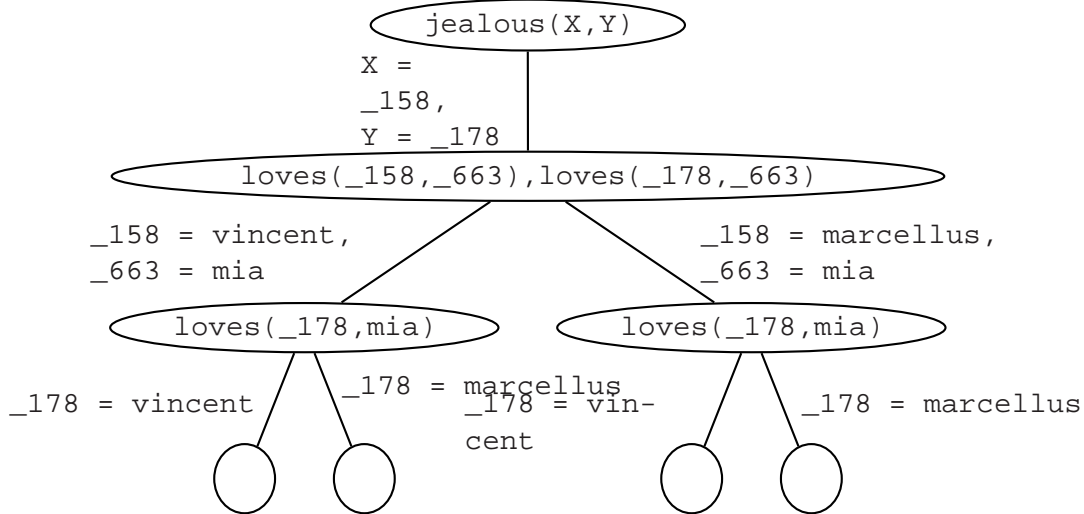 jealous(X,Y)
X =
_158,
Y = _178
loves(_158,_663),loves(_178,_663)
_158 = vincent,
_663 = mia
_158 = marcellus,
_663 = mia
loves(_178,mia)
loves(_178,mia)
_178 = vincent
_178 = marcellus
_178 = vin-
cent
_178 = marcellus